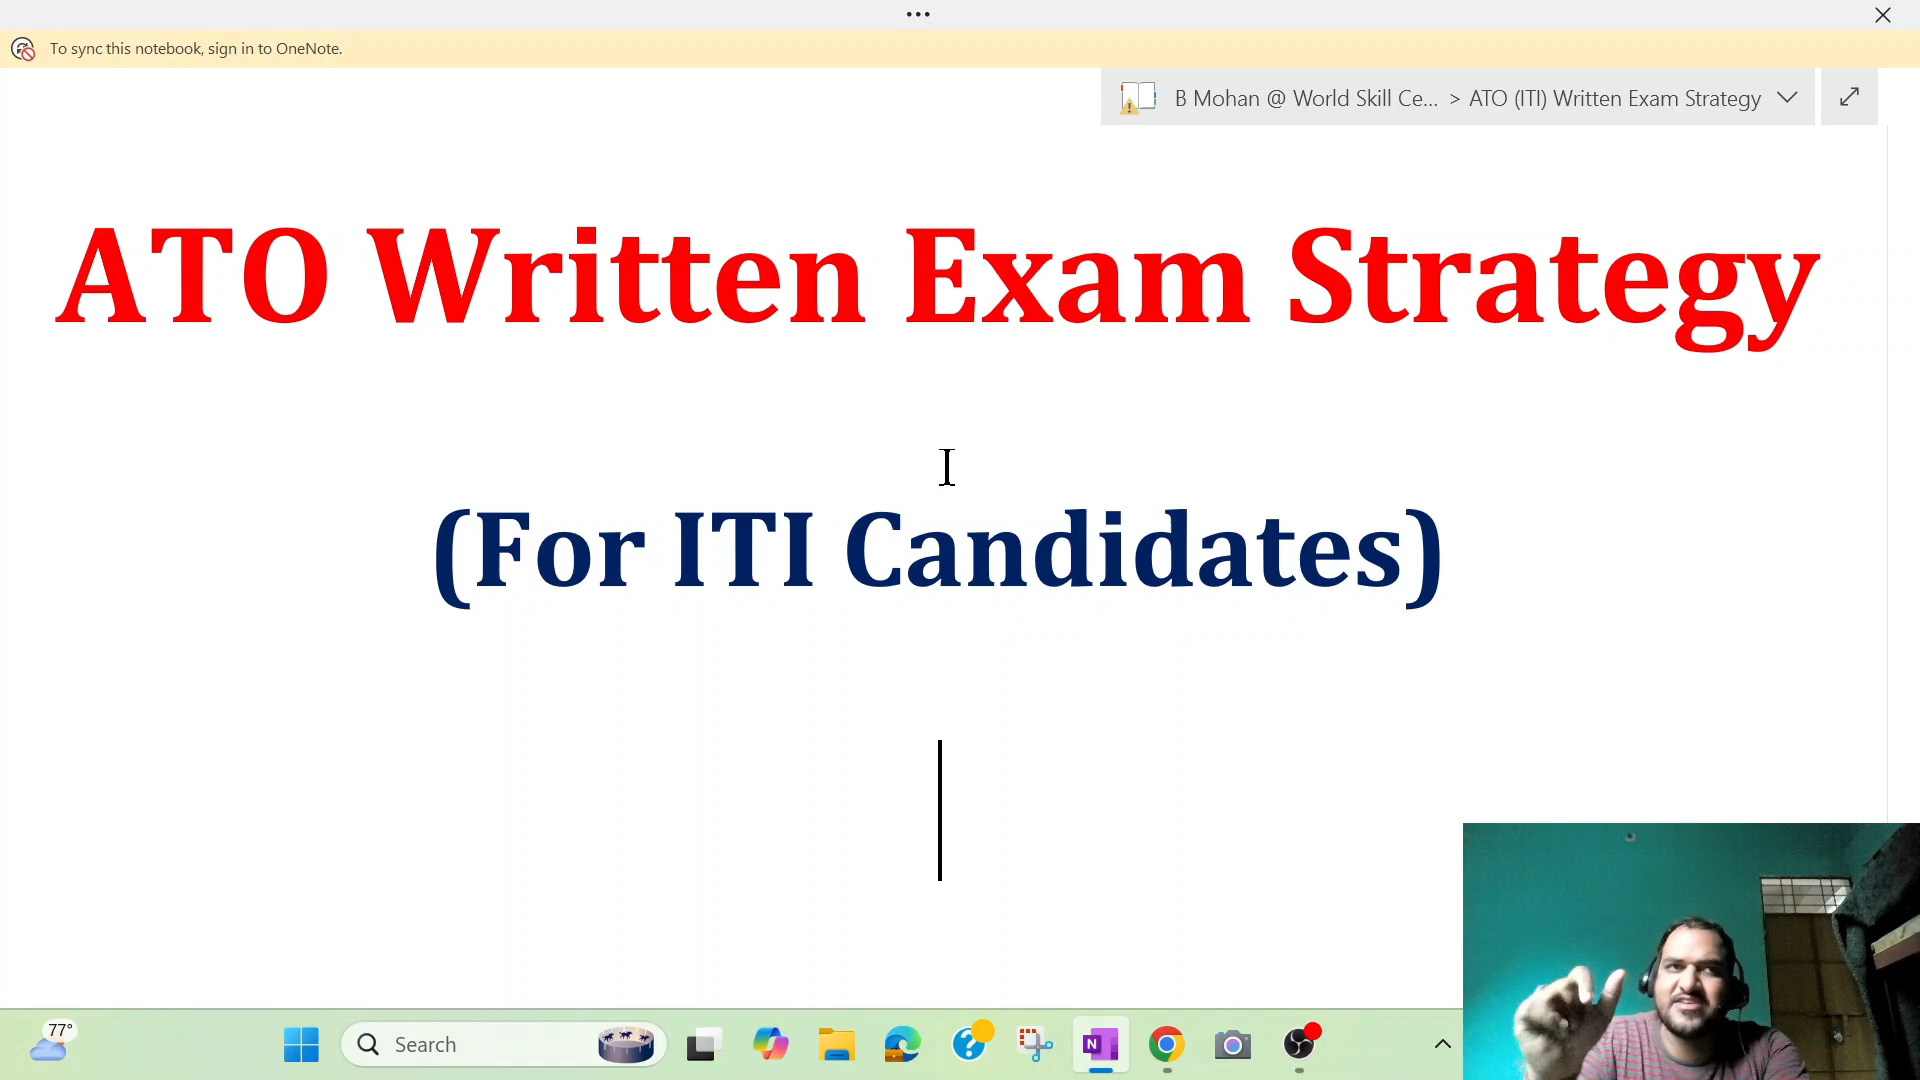 To sync this notebook, sign in to OneNote.
B Mohan @ World Skill Ce... > ATO (ITI) Written Exam Strategy
ATO Written Exam Strategy
(For ITI Candidates)
77°
Search